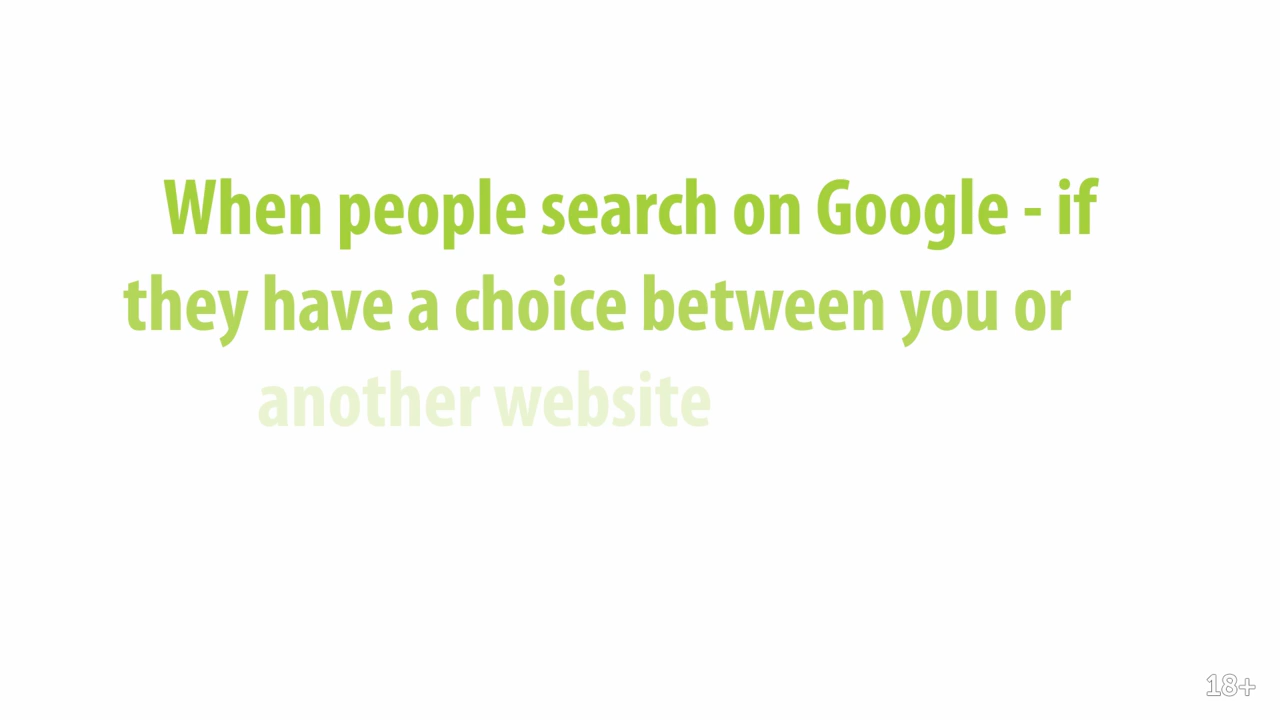 When people search on Google - if
they have a choice between you or
another website
18+